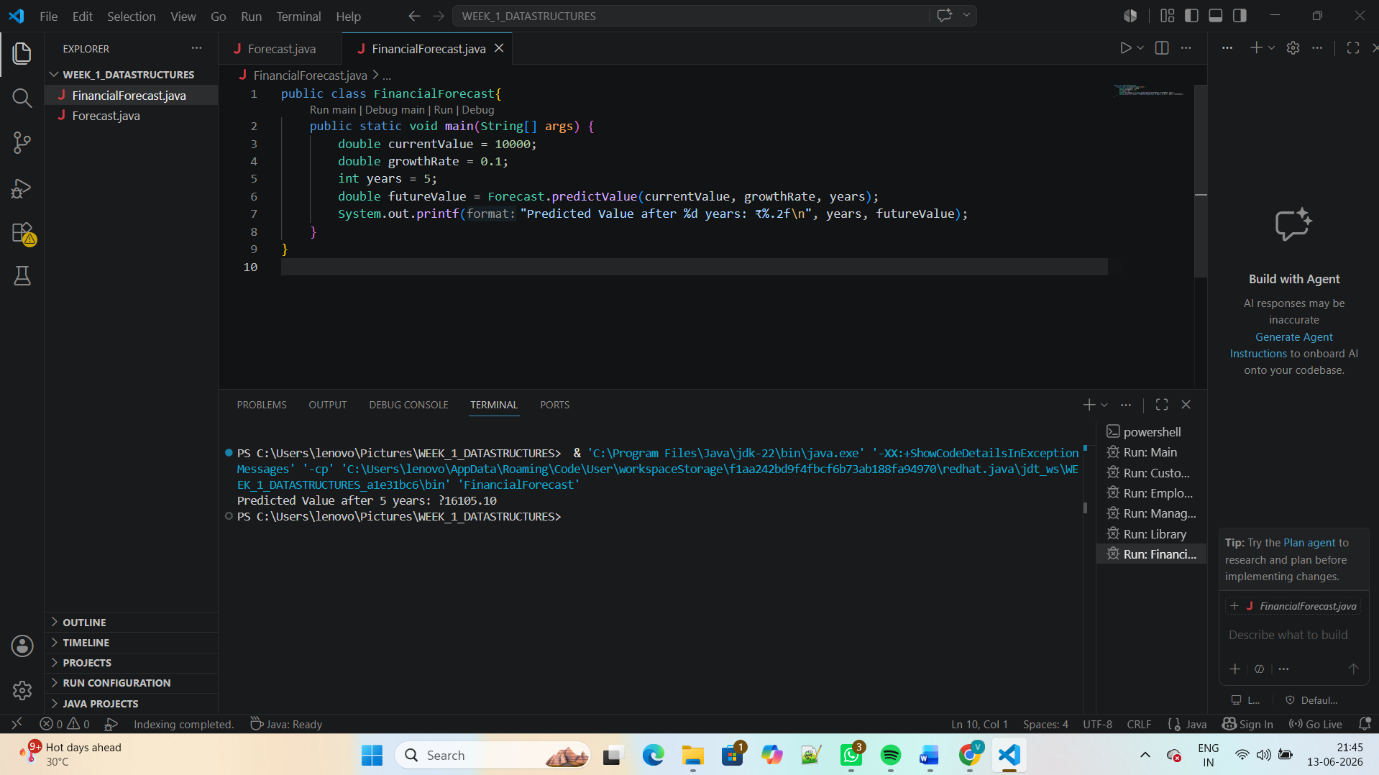 File Edit Selection View Go Run Terminal Help
WEEK_1_DATASTRUCTURES
EXPLORER
WEEK_1_DATASTRUCTURES
FinancialForecast.java
Forecast.java
OUTLINE
TIMELINE
PROJECTS
RUN CONFIGURATION
JAVA PROJECTS
Forecast.java
FinancialForecast.java
FinancialForecast.java > ...
1 public class FinancialForecast{
Run main | Debug main | Run | Debug
2 public static void main(String[] args) {
3 double currentValue = 10000;
4 double growthRate = 0.1;
5 int years = 5;
6 double futureValue = Forecast.predictValue(currentValue, growthRate, years);
7 System.out.printf(format: "Predicted Value after %d years: ₹%.2f\n", years, futureValue);
8 }
9 }
10
PROBLEMS OUTPUT DEBUG CONSOLE TERMINAL PORTS
PS C:\Users\lenovo\Pictures\WEEK_1_DATASTRUCTURES> & 'C:\Program Files\Java\jdk-22\bin\java.exe' '-XX:+ShowCodeDetailsInException
Messages' '-cp' 'C:\Users\lenovo\AppData\Roaming\Code\User\workspaceStorage\f1aa242bd9f4fbcf6b73ab188fa94970\redhat.java\jdt_ws\WE
EK_1_DATASTRUCTURES_a1e31bc6\bin' 'FinancialForecast'
Predicted Value after 5 years: ?16105.10
PS C:\Users\lenovo\Pictures\WEEK_1_DATASTRUCTURES>
powershell
Run: Main
Run: Custo...
Run: Emplo...
Run: Manag...
Run: Library
Run: Financi...
Build with Agent
AI responses may be
inaccurate
Generate Agent
Instructions to onboard AI
onto your codebase.
Tip: Try the Plan agent to
research and plan before
implementing changes.
FinancialForecast.java
Describe what to build
L...
Defaul...
0 0
Indexing completed.
Java: Ready
Ln 10, Col 1
Spaces: 4
UTF-8
CRLF
Java
Sign In
Go Live
9+
Hot days ahead
30°C
Search
1
3
V
ENG
IN
21:45
13-06-2026